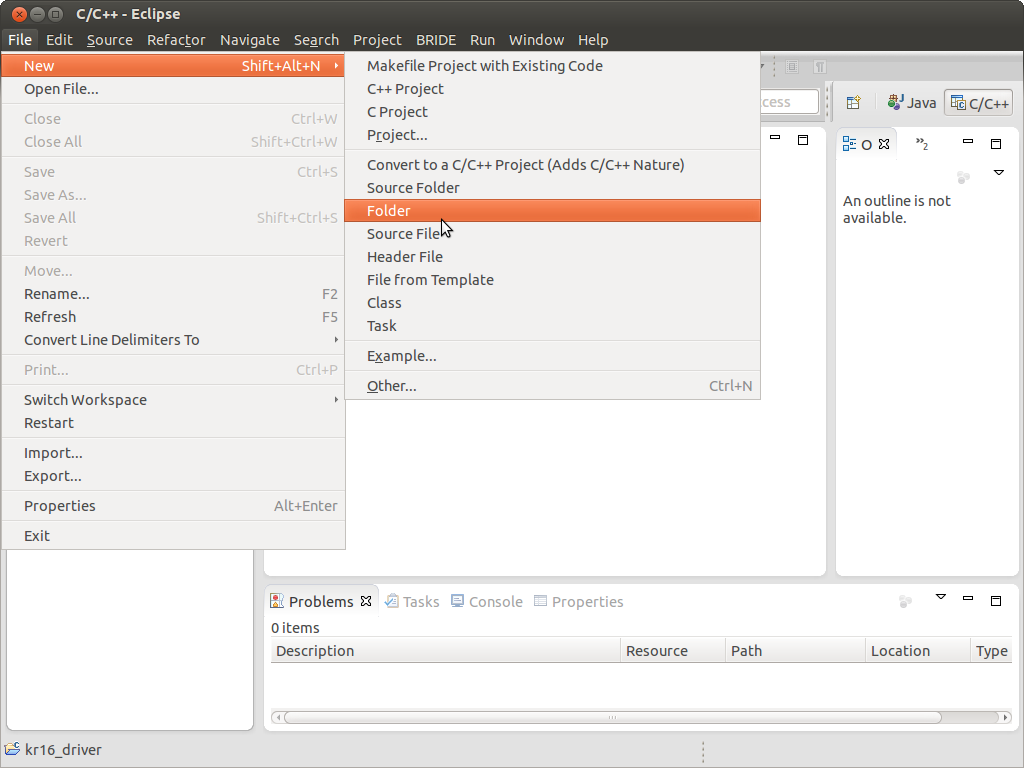 C/C++ - Eclipse
File Edit Source Refactor Navigate Search Project BRIDE Run Window Help
New Shift+Alt+N
Open File...
Close Ctrl+W
Close All Shift+Ctrl+W
Save Ctrl+S
Save As...
Save All Shift+Ctrl+S
Revert
Move...
Rename... F2
Refresh F5
Convert Line Delimiters To
Print... Ctrl+P
Switch Workspace
Restart
Import...
Export...
Properties Alt+Enter
Exit
Makefile Project with Existing Code
C++ Project
C Project
Project...
Convert to a C/C++ Project (Adds C/C++ Nature)
Source Folder
Folder
Source File
Header File
File from Template
Class
Task
Example...
Other... Ctrl+N
cess
Java C/C++
O
2
An outline is not
available.
Problems Tasks Console Properties
0 items
Description Resource Path Location Type
kr16_driver